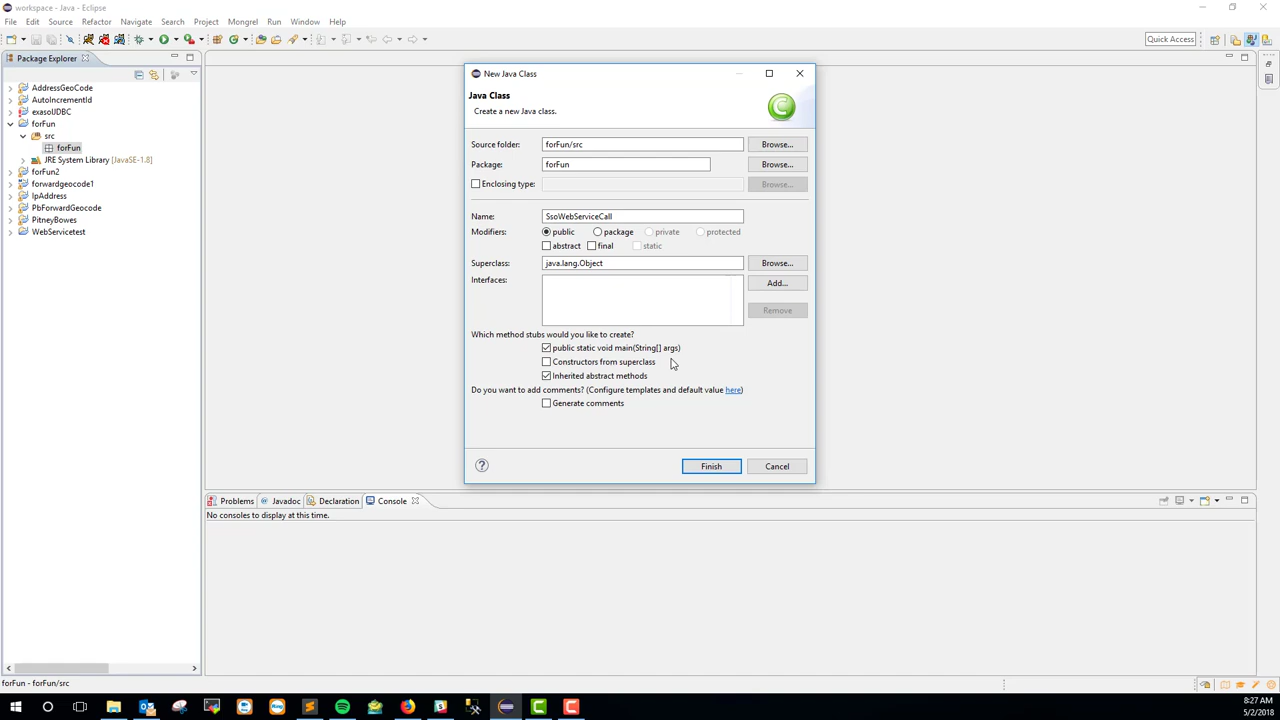 workspace - Java - Eclipse
File Edit Source Refactor Navigate Search Project Mongrel Run Window Help
Quick Access
Package Explorer
AddressGeoCode
AutoIncrementId
exasolJDBC
forFun
src
forFun
JRE System Library [JavaSE-1.8]
forFun2
forwardgeocode1
IpAddress
PbForwardGeocode
PitneyBowes
WebServicetest
New Java Class
Java Class
Create a new Java class.
Source folder: forFun/src Browse...
Package: forFun Browse...
Enclosing type: Browse...
Name: SsoWebServiceCall
Modifiers: public package private protected
abstract final static
Superclass: java.lang.Object Browse...
Interfaces: Add...
Remove
Which method stubs would you like to create?
public static void main(String[] args)
Constructors from superclass
Inherited abstract methods
Do you want to add comments? (Configure templates and default value here)
Generate comments
? Finish Cancel
Problems @ Javadoc Declaration Console
No consoles to display at this time.
forFun - forFun/src
8:27 AM
5/2/2018